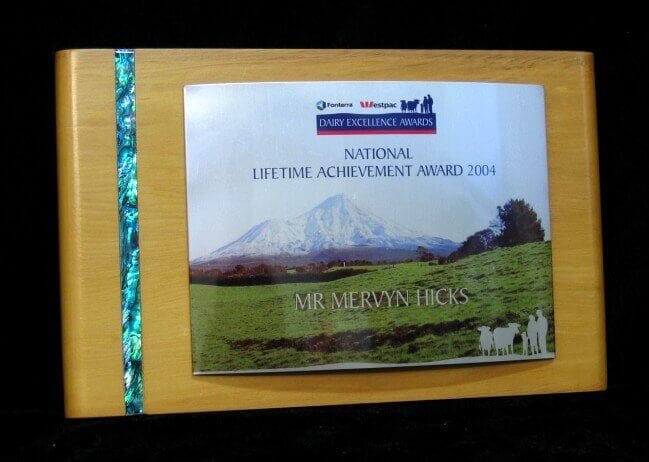 Fonterra Westpac
DAIRY EXCELLENCE AWARDS
NATIONAL
LIFETIME ACHIEVEMENT AWARD 2004
MR MERVYN HICKS